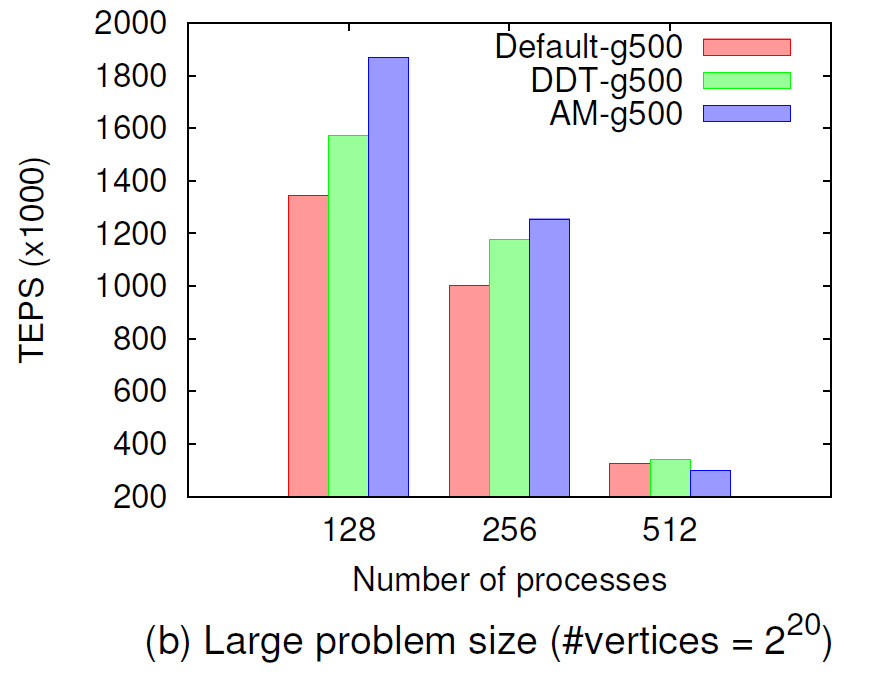 2000
1800
1600
1400
1200
1000
800
600
400
200
TEPS (x1000)
Default-g500
DDT-g500
AM-g500
128 256 512
Number of processes
(b) Large problem size (#vertices = 2^20)